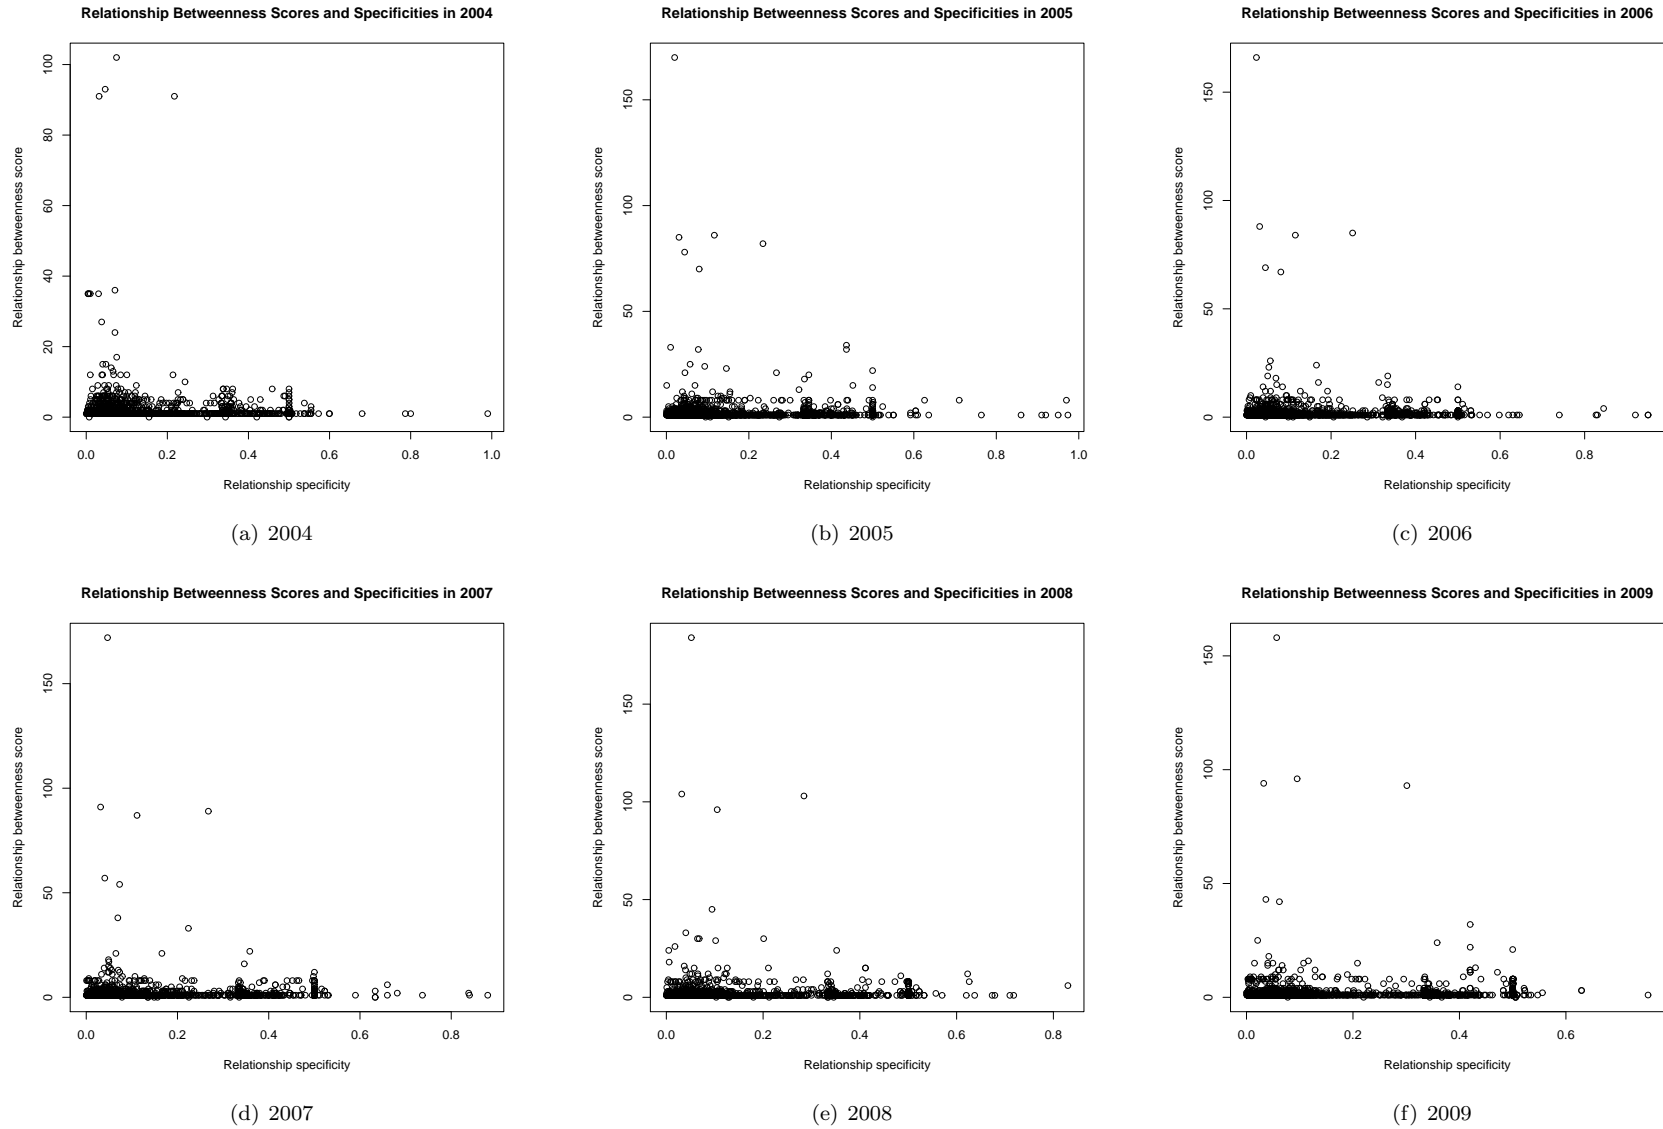 Relationship Betweenness Scores and Specificities in 2004
Relationship betweenness score
100
80
60
40
20
0
0.0 0.2 0.4 0.6 0.8 1.0
Relationship specificity
(a) 2004
Relationship Betweenness Scores and Specificities in 2005
Relationship betweenness score
150
100
50
0
0.0 0.2 0.4 0.6 0.8 1.0
Relationship specificity
(b) 2005
Relationship Betweenness Scores and Specificities in 2006
Relationship betweenness score
150
100
50
0
0.0 0.2 0.4 0.6 0.8
Relationship specificity
(c) 2006
Relationship Betweenness Scores and Specificities in 2007
Relationship betweenness score
150
100
50
0
0.0 0.2 0.4 0.6 0.8
Relationship specificity
(d) 2007
Relationship Betweenness Scores and Specificities in 2008
Relationship betweenness score
150
100
50
0
0.0 0.2 0.4 0.6 0.8
Relationship specificity
(e) 2008
Relationship Betweenness Scores and Specificities in 2009
Relationship betweenness score
150
100
50
0
0.0 0.2 0.4 0.6
Relationship specificity
(f) 2009